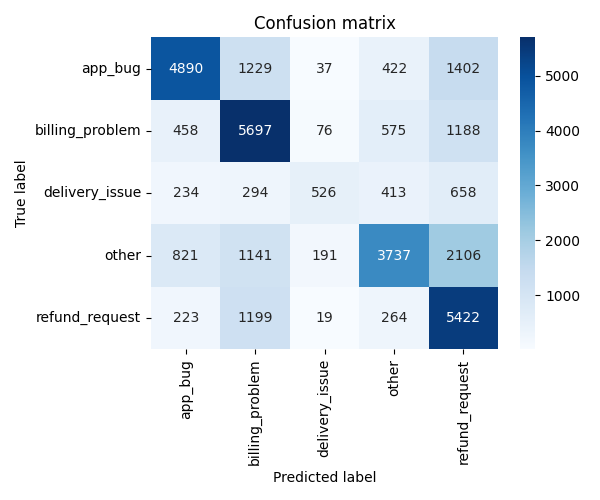 Confusion matrix
True label
app_bug 4890 1229 37 422 1402
billing_problem 458 5697 76 575 1188
delivery_issue 234 294 526 413 658
other 821 1141 191 3737 2106
refund_request 223 1199 19 264 5422
app_bug billing_problem delivery_issue other refund_request
Predicted label
5000
4000
3000
2000
1000